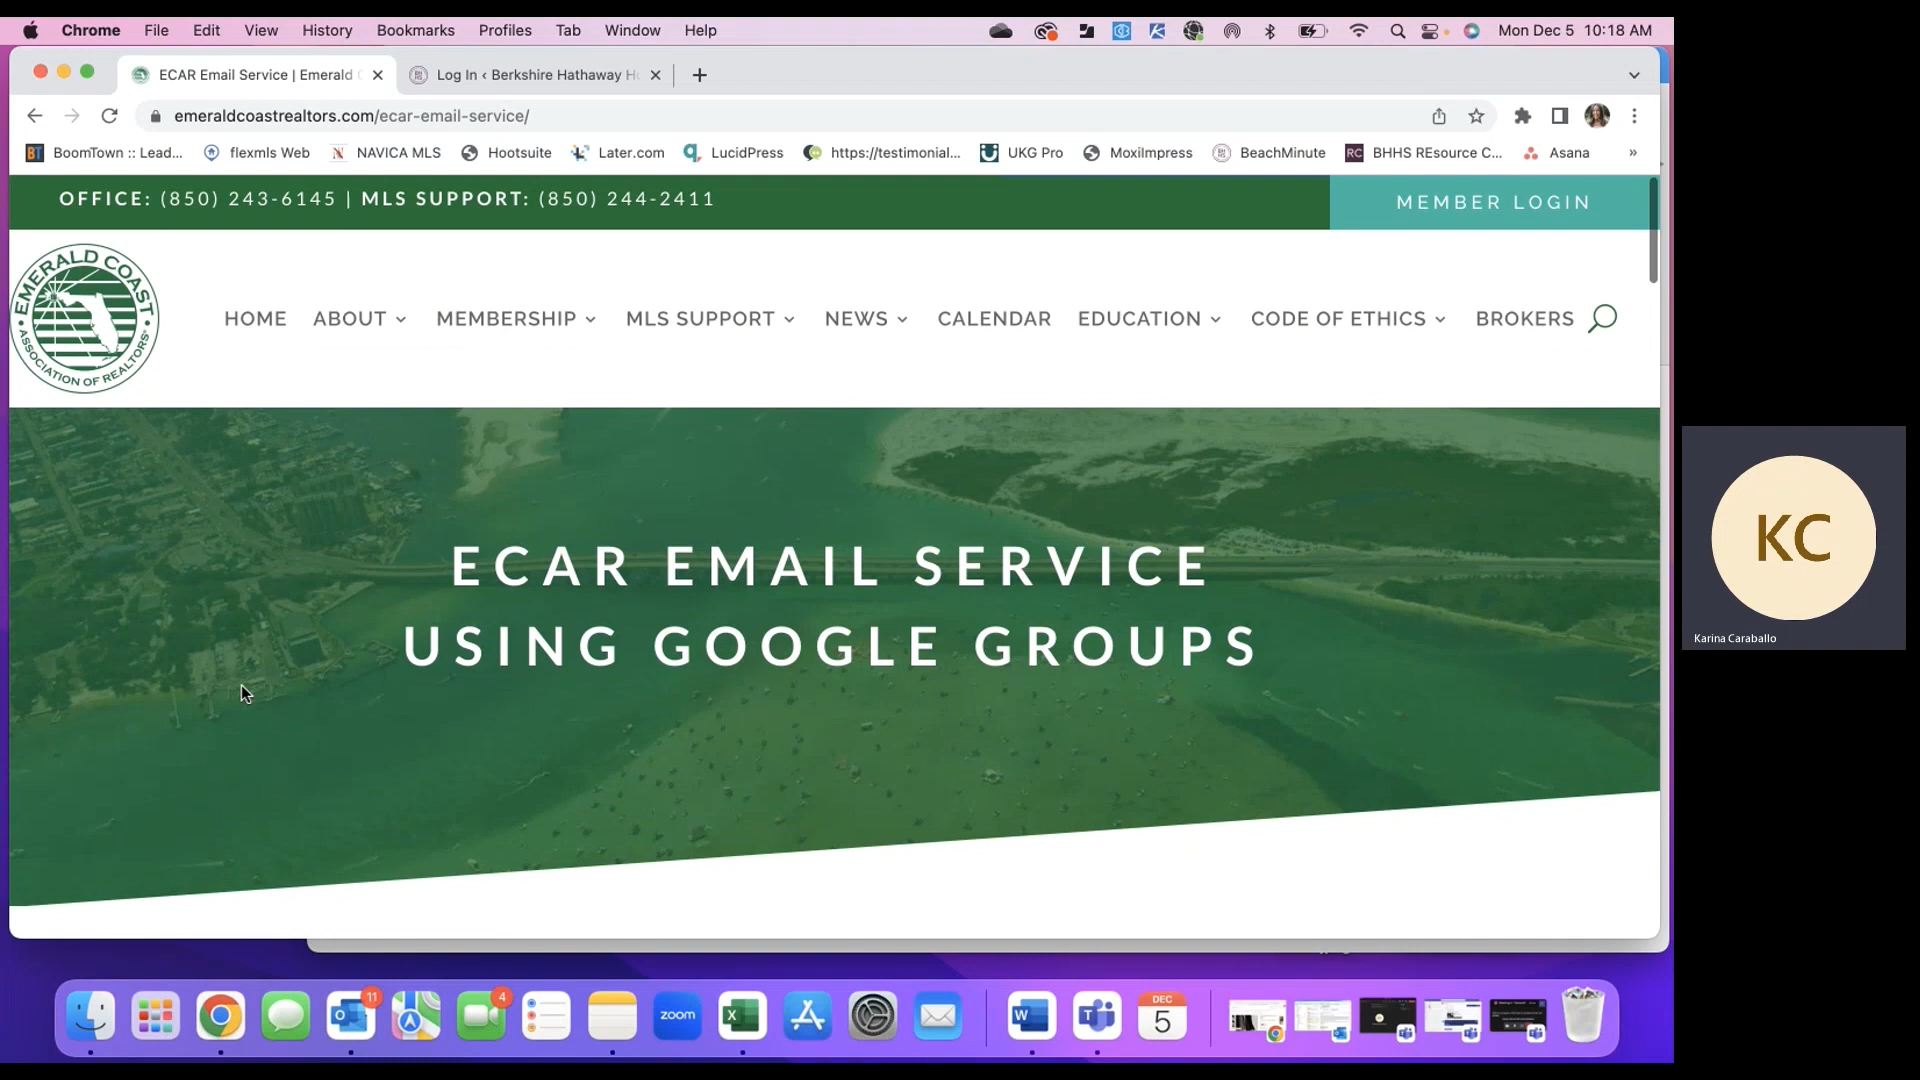 Chrome File Edit View History Bookmarks Profiles Tab Window Help
Mon Dec 5 10:18 AM
ECAR Email Service | Emerald
Log In ‹ Berkshire Hathaway H
emeraldcoastrealtors.com/ecar-email-service/
BT BoomTown :: Lead... flexmls Web NAVICA MLS Hootsuite Later.com LucidPress https://testimonial... UKG Pro MoxiImpress BeachMinute RC BHHS REsource C... Asana »
OFFICE: (850) 243-6145 | MLS SUPPORT: (850) 244-2411
MEMBER LOGIN
EMERALD COAST
ASSOCIATION OF REALTORS®
HOME ABOUT MEMBERSHIP MLS SUPPORT NEWS CALENDAR EDUCATION CODE OF ETHICS BROKERS
ECAR EMAIL SERVICE
USING GOOGLE GROUPS
KC
Karina Caraballo
11
4
zoom
DEC
5